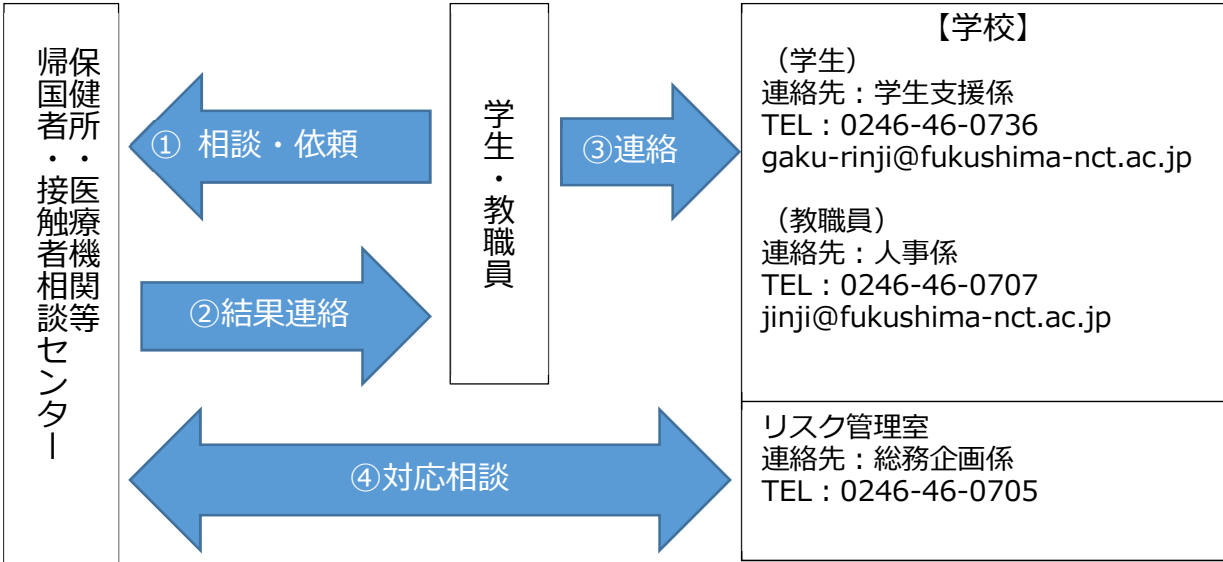 保健所・医療機関等
帰国者・接触者相談センター
① 相談・依頼
②結果連絡
学生・教職員
③連絡
④対応相談
【学校】
（学生）
連絡先：学生支援係
TEL：0246-46-0736
gaku-rinji@fukushima-nct.ac.jp
（教職員）
連絡先：人事係
TEL：0246-46-0707
jinji@fukushima-nct.ac.jp
リスク管理室
連絡先：総務企画係
TEL：0246-46-0705